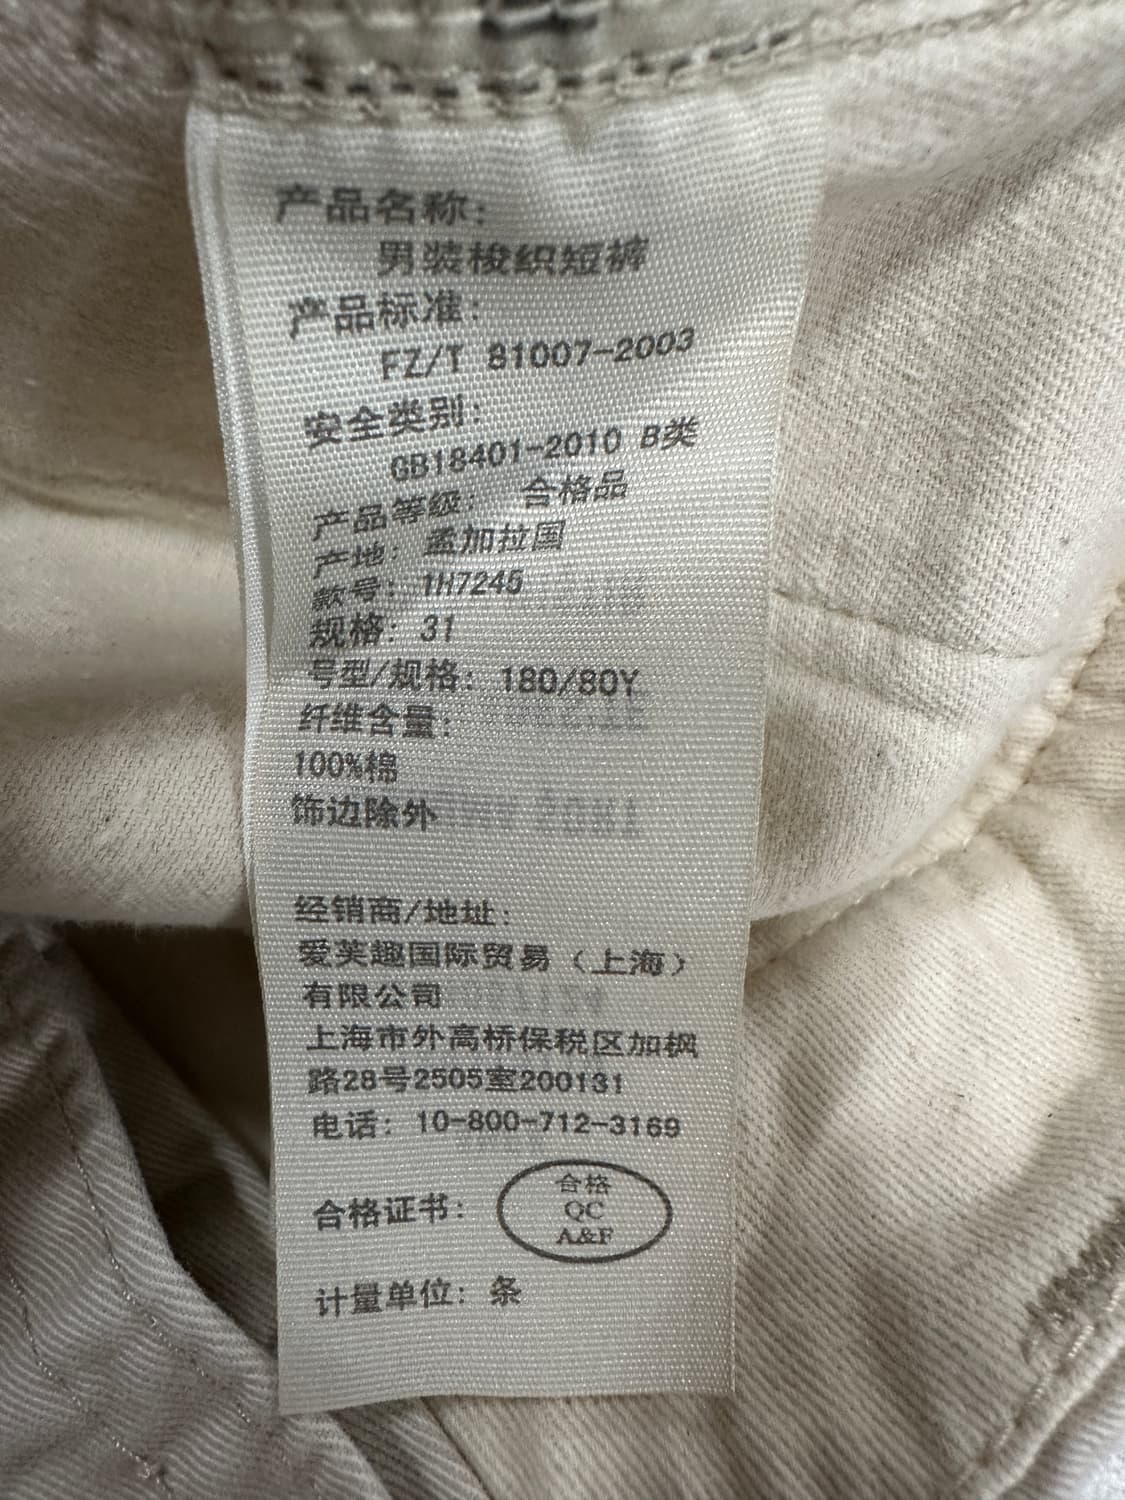 产品名称:
男装梭织短裤
产品标准:
FZ/T 81007-2003
安全类别:
GB18401-2010 B类
产品等级: 合格品
产地: 孟加拉国
款号: 1H7245
规格: 31
号型/规格: 180/80Y
纤维含量:
100%棉
饰边除外
经销商/地址:
爱芙趣国际贸易（上海）
有限公司
上海市外高桥保税区加枫
路28号2505室200131
电话: 10-800-712-3169
合格证书:
合格
QC
A&F
计量单位: 条